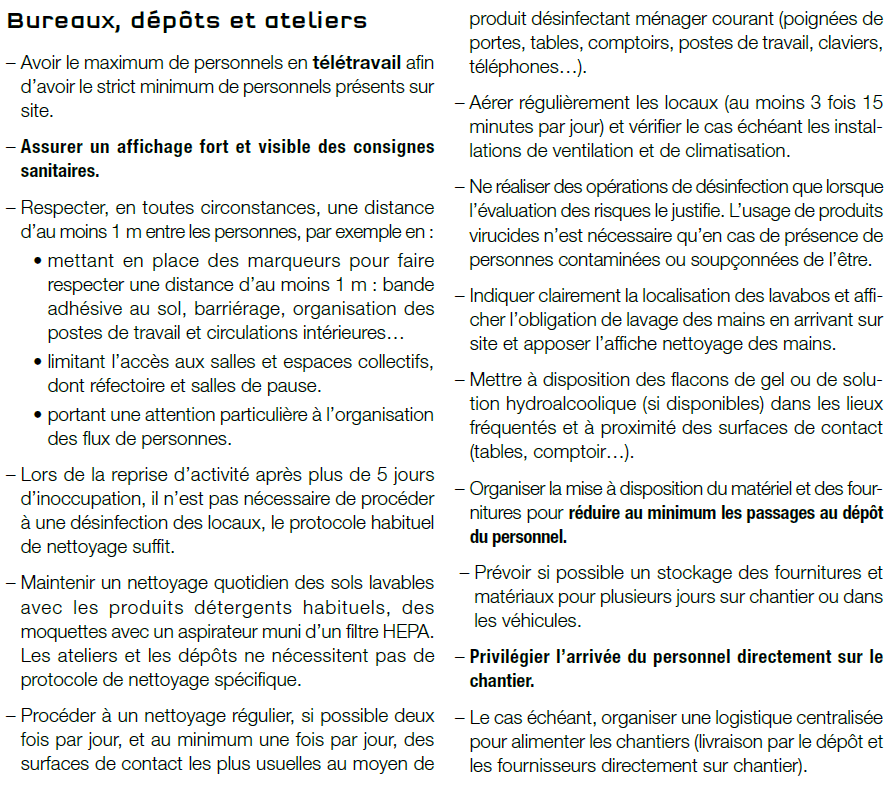 Bureaux, dépôts et ateliers
– Avoir le maximum de personnels en télétravail afin
d’avoir le strict minimum de personnels présents sur
site.
– Assurer un affichage fort et visible des consignes
sanitaires.
– Respecter, en toutes circonstances, une distance
d’au moins 1 m entre les personnes, par exemple en :
• mettant en place des marqueurs pour faire
respecter une distance d’au moins 1 m : bande
adhésive au sol, barriérage, organisation des
postes de travail et circulations intérieures…
• limitant l’accès aux salles et espaces collectifs,
dont réfectoire et salles de pause.
• portant une attention particulière à l’organisation
des flux de personnes.
– Lors de la reprise d’activité après plus de 5 jours
d’inoccupation, il n’est pas nécessaire de procéder
à une désinfection des locaux, le protocole habituel
de nettoyage suffit.
– Maintenir un nettoyage quotidien des sols lavables
avec les produits détergents habituels, des
moquettes avec un aspirateur muni d’un filtre HEPA.
Les ateliers et les dépôts ne nécessitent pas de
protocole de nettoyage spécifique.
– Procéder à un nettoyage régulier, si possible deux
fois par jour, et au minimum une fois par jour, des
surfaces de contact les plus usuelles au moyen de
produit désinfectant ménager courant (poignées de
portes, tables, comptoirs, postes de travail, claviers,
téléphones…).
– Aérer régulièrement les locaux (au moins 3 fois 15
minutes par jour) et vérifier le cas échéant les instal-
lations de ventilation et de climatisation.
– Ne réaliser des opérations de désinfection que lorsque
l’évaluation des risques le justifie. L’usage de produits
virucides n’est nécessaire qu’en cas de présence de
personnes contaminées ou soupçonnées de l’être.
– Indiquer clairement la localisation des lavabos et affi-
cher l’obligation de lavage des mains en arrivant sur
site et apposer l’affiche nettoyage des mains.
– Mettre à disposition des flacons de gel ou de solu-
tion hydroalcoolique (si disponibles) dans les lieux
fréquentés et à proximité des surfaces de contact
(tables, comptoir…).
– Organiser la mise à disposition du matériel et des four-
nitures pour réduire au minimum les passages au dépôt
du personnel.
– Prévoir si possible un stockage des fournitures et
matériaux pour plusieurs jours sur chantier ou dans
les véhicules.
– Privilégier l’arrivée du personnel directement sur le
chantier.
– Le cas échéant, organiser une logistique centralisée
pour alimenter les chantiers (livraison par le dépôt et
les fournisseurs directement sur chantier).